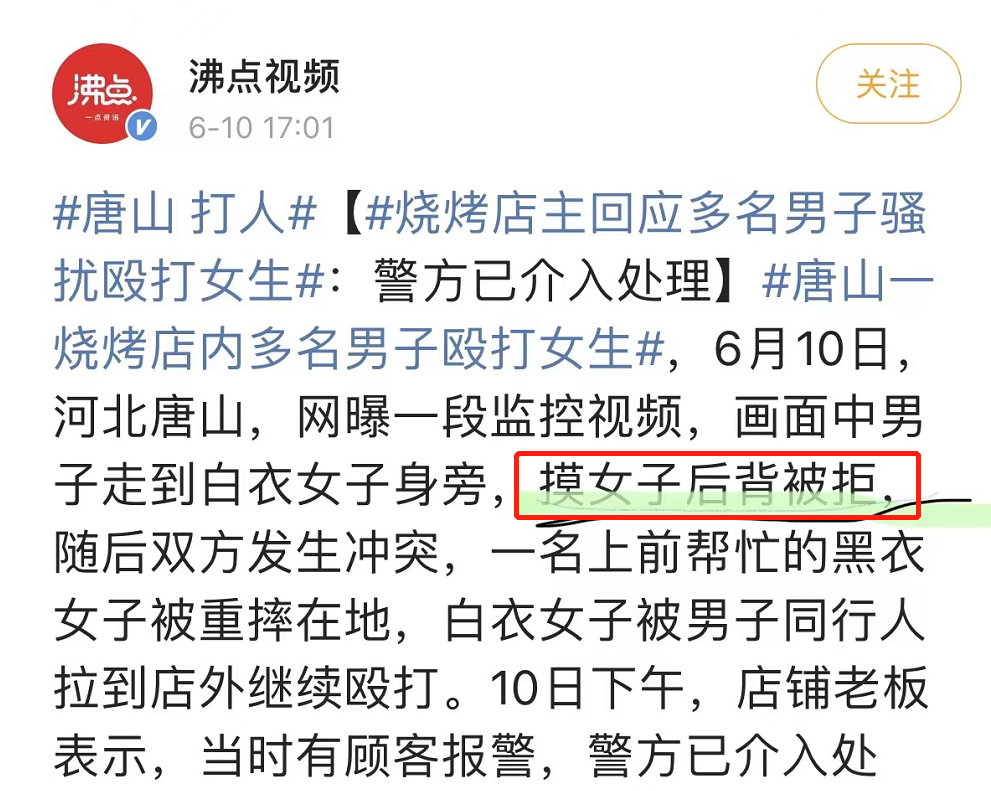 沸点
一点资讯
沸点视频
关注
6-10 17:01
#唐山 打人#【#烧烤店主回应多名男子骚
扰殴打女生#：警方已介入处理】#唐山一
烧烤店内多名男子殴打女生#，6月10日，
河北唐山，网曝一段监控视频，画面中男
子走到白衣女子身旁，摸女子后背被拒，
随后双方发生冲突，一名上前帮忙的黑衣
女子被重摔在地，白衣女子被男子同行人
拉到店外继续殴打。10日下午，店铺老板
表示，当时有顾客报警，警方已介入处